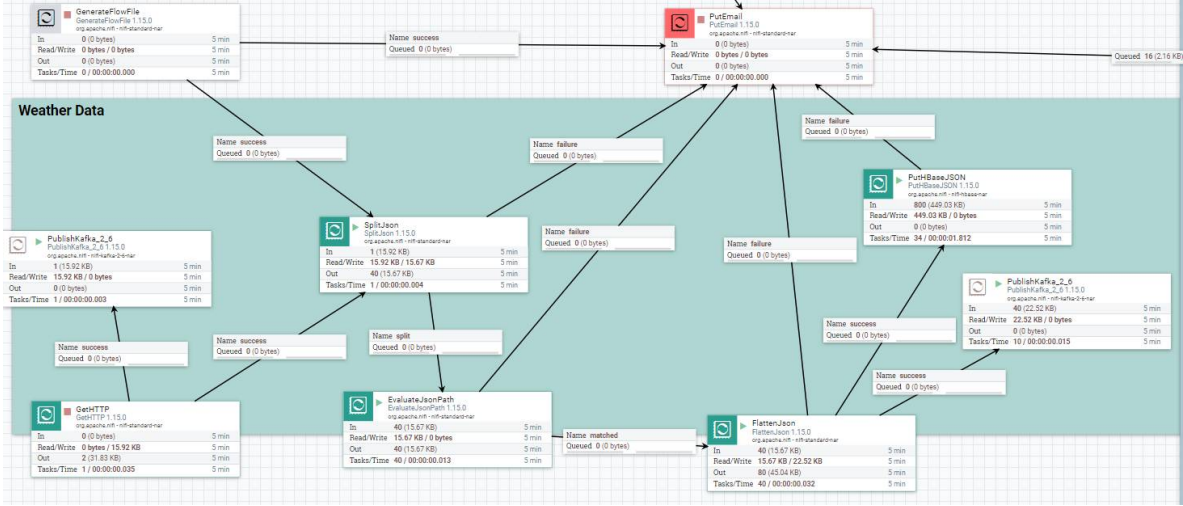 GenerateFlowFile
GenerateFlowFile 1.15.0
org.apache.nifi - nifi-standard-nar
In 0 (0 bytes) 5 min
Read/Write 0 bytes / 0 bytes 5 min
Out 0 (0 bytes) 5 min
Tasks/Time 0 / 00:00:00.000 5 min
Name success
Queued 0 (0 bytes)
PutEmail
PutEmail 1.15.0
org.apache.nifi - nifi-standard-nar
In 0 (0 bytes) 5 min
Read/Write 0 bytes / 0 bytes 5 min
Out 0 (0 bytes) 5 min
Tasks/Time 0 / 00:00:00.000 5 min
Queued 16 (2.16 KB)
Weather Data
Name success
Queued 0 (0 bytes)
Name failure
Queued 0 (0 bytes)
Name failure
Queued 0 (0 bytes)
PutHBaseJSON
PutHBaseJSON 1.15.0
org.apache.nifi - nifi-hbase-nar
In 800 (449.03 KB) 5 min
Read/Write 449.03 KB / 0 bytes 5 min
Out 0 (0 bytes) 5 min
Tasks/Time 34 / 00:00:01.812 5 min
PublishKafka_2_6
PublishKafka_2_6 1.15.0
org.apache.nifi - nifi-kafka-2-6-nar
In 1 (15.92 KB) 5 min
Read/Write 15.92 KB / 0 bytes 5 min
Out 0 (0 bytes) 5 min
Tasks/Time 1 / 00:00:00.003 5 min
SplitJson
SplitJson 1.15.0
org.apache.nifi - nifi-standard-nar
In 1 (15.92 KB) 5 min
Read/Write 15.92 KB / 15.67 KB 5 min
Out 40 (15.67 KB) 5 min
Tasks/Time 1 / 00:00:00.004 5 min
Name failure
Queued 0 (0 bytes)
Name failure
Queued 0 (0 bytes)
PublishKafka_2_6
PublishKafka_2_6 1.15.0
org.apache.nifi - nifi-kafka-2-6-nar
In 40 (22.52 KB) 5 min
Read/Write 22.52 KB / 0 bytes 5 min
Out 0 (0 bytes) 5 min
Tasks/Time 10 / 00:00:00.015 5 min
Name success
Queued 0 (0 bytes)
Name success
Queued 0 (0 bytes)
Name split
Queued 0 (0 bytes)
Name success
Queued 0 (0 bytes)
Name success
Queued 0 (0 bytes)
GetHTTP
GetHTTP 1.15.0
org.apache.nifi - nifi-standard-nar
In 0 (0 bytes) 5 min
Read/Write 0 bytes / 15.92 KB 5 min
Out 2 (31.83 KB) 5 min
Tasks/Time 1 / 00:00:00.035 5 min
EvaluateJsonPath
EvaluateJsonPath 1.15.0
org.apache.nifi - nifi-standard-nar
In 40 (15.67 KB) 5 min
Read/Write 15.67 KB / 0 bytes 5 min
Out 40 (15.67 KB) 5 min
Tasks/Time 40 / 00:00:00.013 5 min
Name matched
Queued 0 (0 bytes)
FlattenJson
FlattenJson 1.15.0
org.apache.nifi - nifi-standard-nar
In 40 (15.67 KB) 5 min
Read/Write 15.67 KB / 22.52 KB 5 min
Out 80 (45.04 KB) 5 min
Tasks/Time 40 / 00:00:00.032 5 min